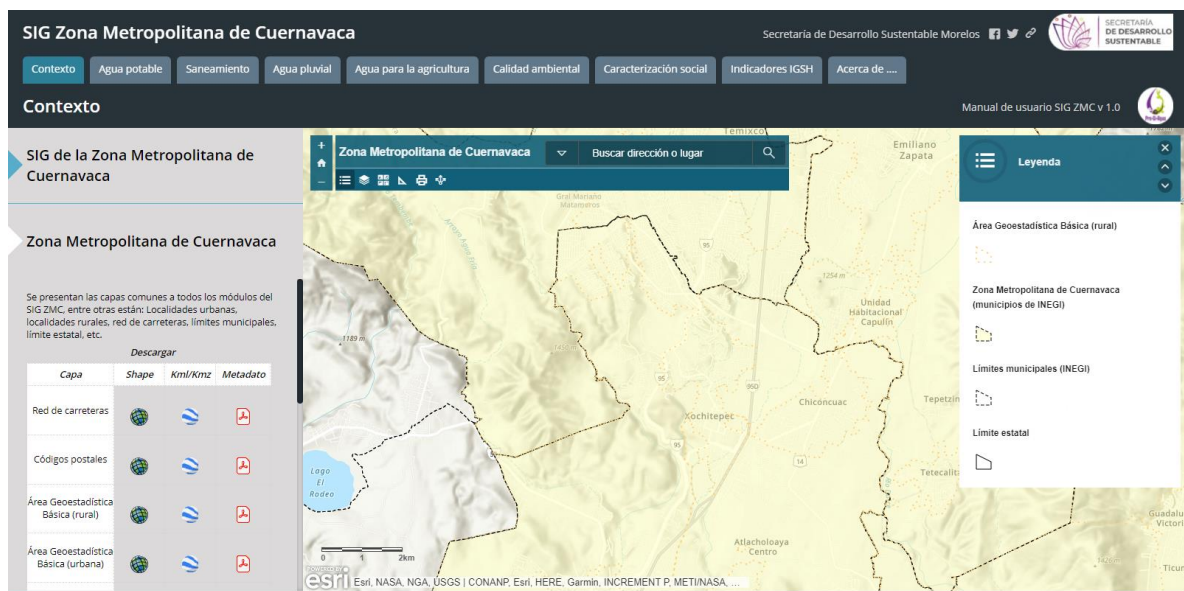 SIG Zona Metropolitana de Cuernavaca
Secretaría de Desarrollo Sustentable Morelos
SECRETARÍA
DE DESARROLLO
SUSTENTABLE
Contexto
Agua potable
Saneamiento
Agua pluvial
Agua para la agricultura
Calidad ambiental
Caracterización social
Indicadores IGSH
Acerca de ....
Contexto
Manual de usuario SIG ZMC v 1.0
SIG de la Zona Metropolitana de
Cuernavaca
Zona Metropolitana de Cuernavaca
Se presentan las capas comunes a todos los módulos del
SIG ZMC, entre otras están: Localidades urbanas,
localidades rurales, red de carreteras, límites municipales,
límite estatal, etc.
Descargar
Capa Shape Kml/Kmz Metadato
Red de carreteras
Códigos postales
Área Geoestadística
Básica (rural)
Área Geoestadística
Básica (urbana)
Zona Metropolitana de Cuernavaca
Buscar dirección o lugar
Temixco
Emiliano
Zapata
Gral Mariano
Matamoros
95
1254 m
Unidad
Habitacional
Capulín
1189 m
95
95D
Chiconcuac
Xochitepec
95
14
Lago
El
Rodeo
Atlacholoaya
Centro
0 1 2km
POWERED BY
esri
Esri, NASA, NGA, USGS | CONANP, Esri, HERE, Garmin, INCREMENT P, METI/NASA, ...
Leyenda
Área Geoestadística Básica (rural)
Zona Metropolitana de Cuernavaca
(municipios de INEGI)
Límites municipales (INEGI)
Límite estatal